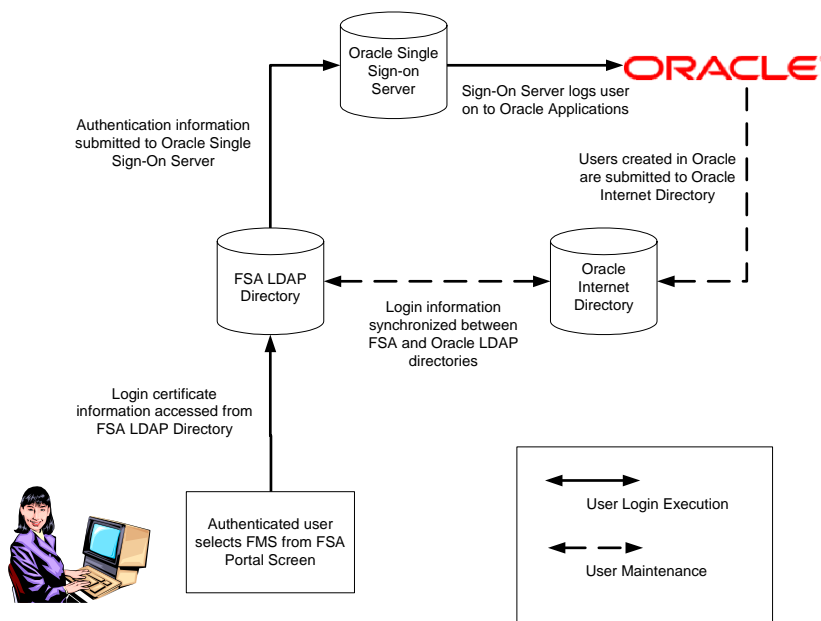 Oracle Single
Sign-on
Server
ORACLE
Sign-On Server logs user
on to Oracle Applications
Authentication information
submitted to Oracle Single
Sign-On Server
Users created in Oracle
are submitted to Oracle
Internet Directory
FSA LDAP
Directory
Oracle
Internet
Directory
Login information
synchronized between
FSA and Oracle LDAP
directories
Login certificate
information accessed from
FSA LDAP Directory
Authenticated user
selects FMS from FSA
Portal Screen
User Login Execution
User Maintenance